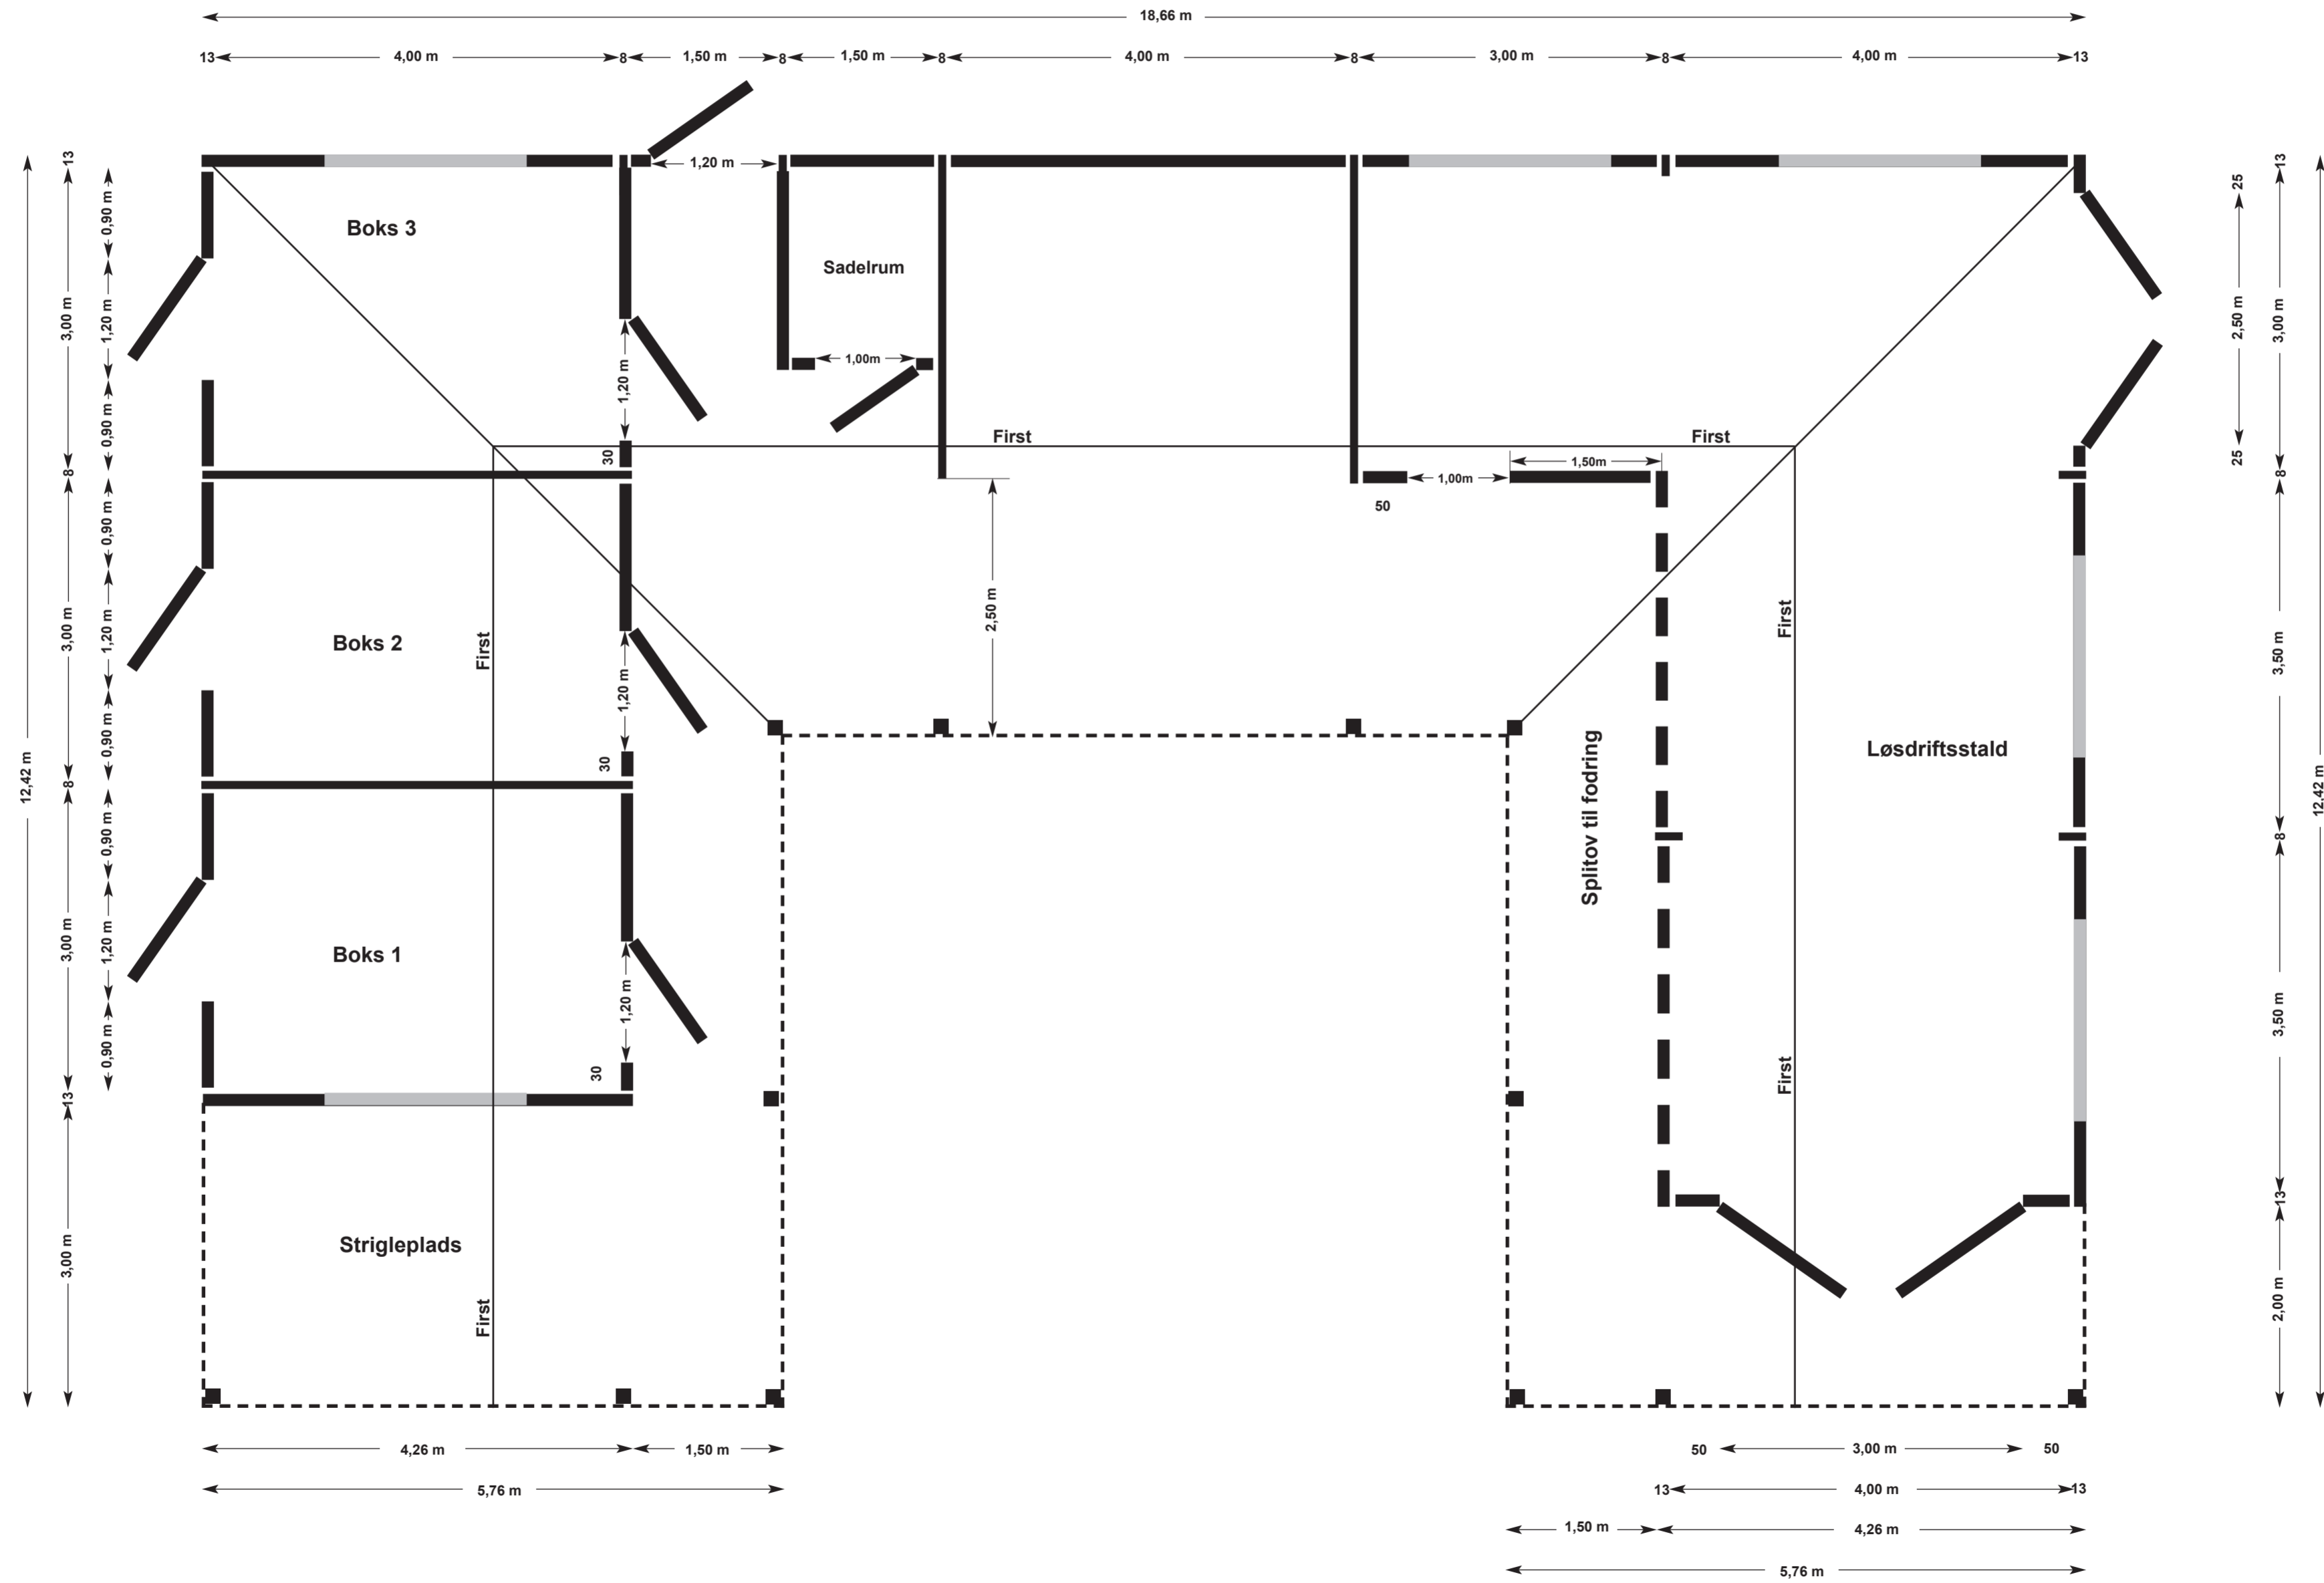 18,66 m
13 4,00 m 8 1,50 m 8 1,50 m 8 4,00 m 8 3,00 m 8 4,00 m 13
1,20 m
Boks 3
Sadelrum
1,00m
1,20 m
30
First
First
1,50m
1,00m
50
2,50 m
Boks 2
First
1,20 m
30
Boks 1
1,20 m
30
Strigleplads
First
Splitov til fodring
First
Løsdriftsstald
First
12,42 m
13
3,00 m
8
3,00 m
8
3,00 m
13
3,00 m
0,90 m
1,20 m
0,90 m
0,90 m
1,20 m
0,90 m
0,90 m
1,20 m
0,90 m
25
2,50 m
25
13
3,00 m
8
3,50 m
8
3,50 m
13
2,00 m
12,42 m
4,26 m 1,50 m
5,76 m
50 3,00 m 50
13 4,00 m 13
1,50 m 4,26 m
5,76 m